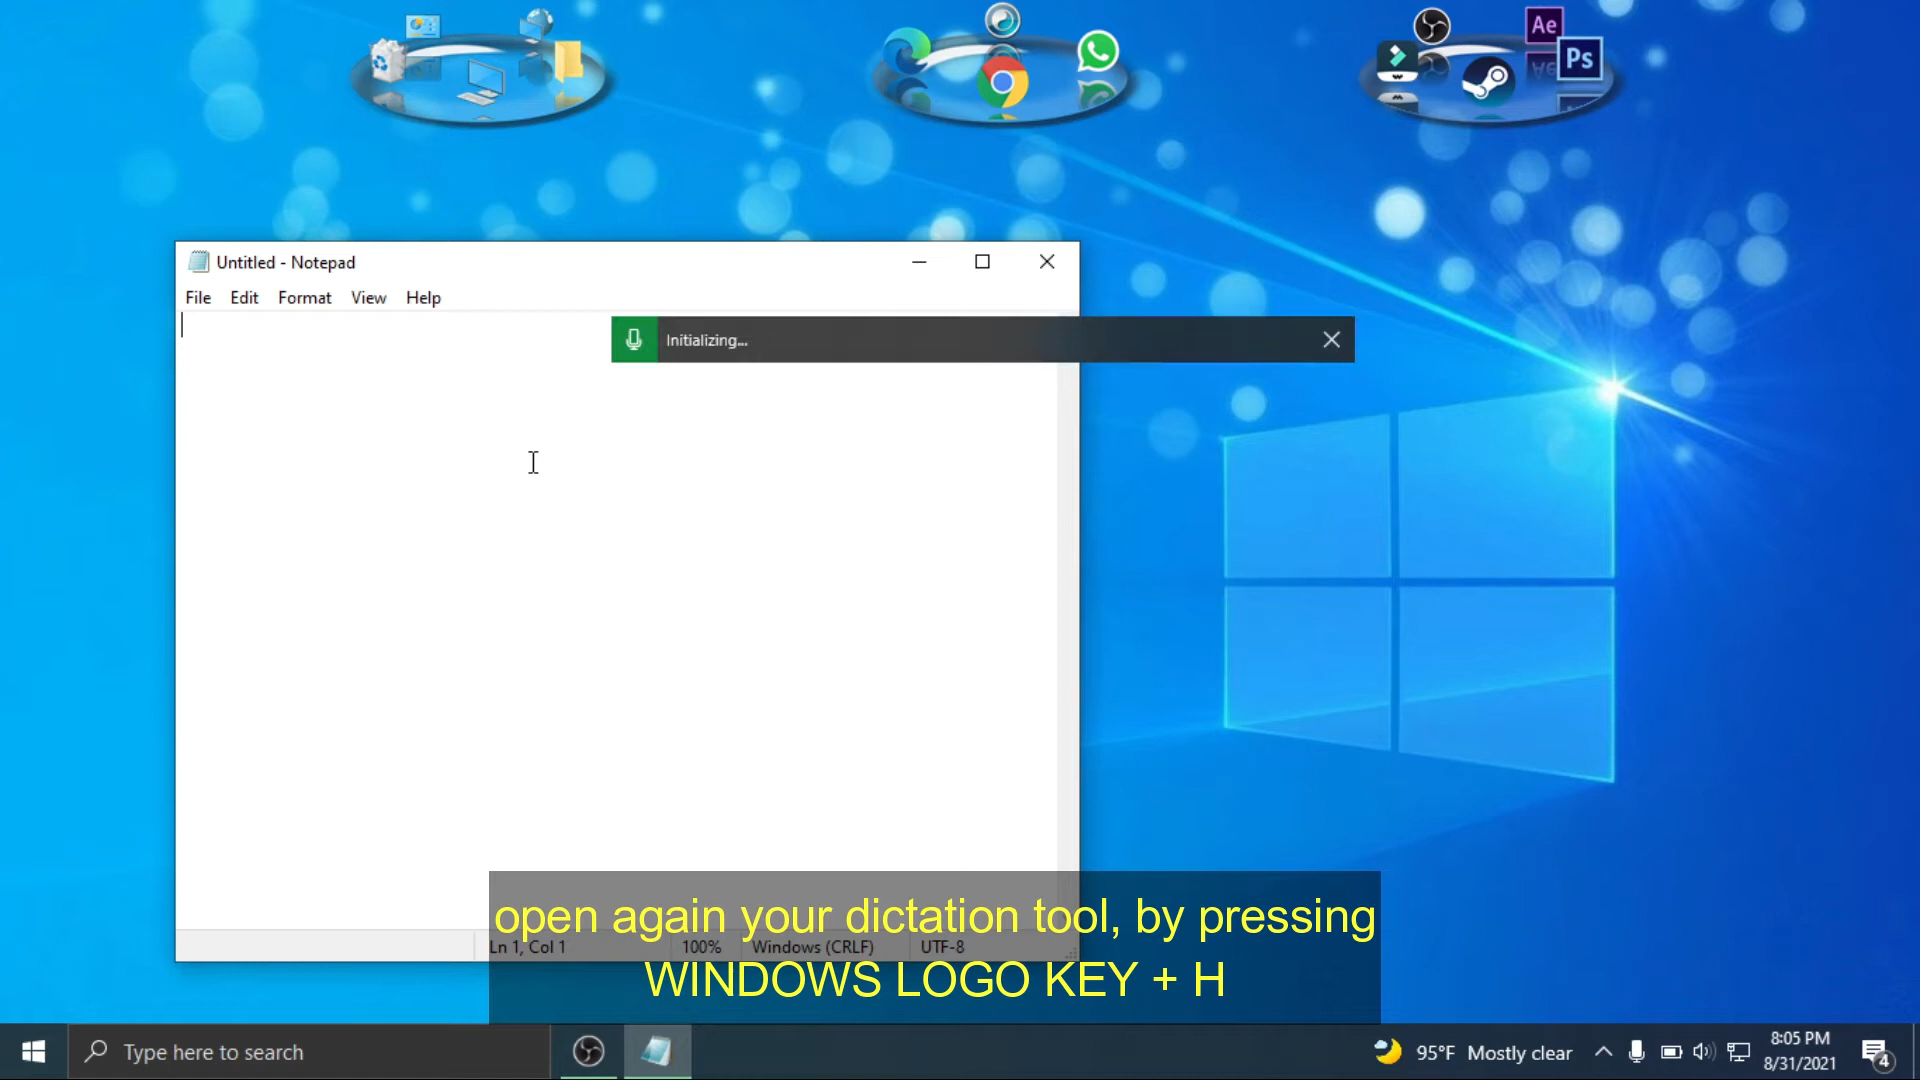 Ae
Ps
Untitled - Notepad
File Edit Format View Help
Initializing...
open again your dictation tool, by pressing
WINDOWS LOGO KEY + H
Ln 1, Col 1 100% Windows (CRLF) UTF-8
Type here to search
95°F Mostly clear
8:05 PM
8/31/2021
4